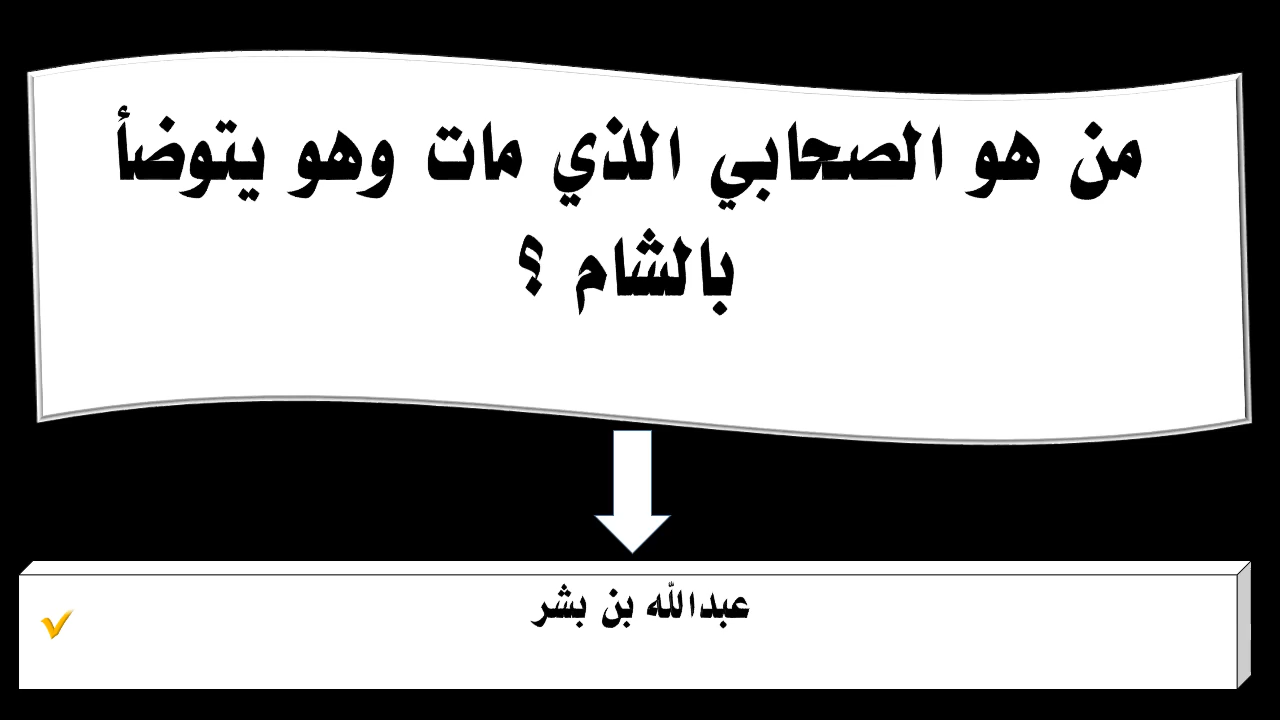 من هو الصحابي الذي مات وهو يتوضأ
بالشام ؟
عبدالله بن بشر